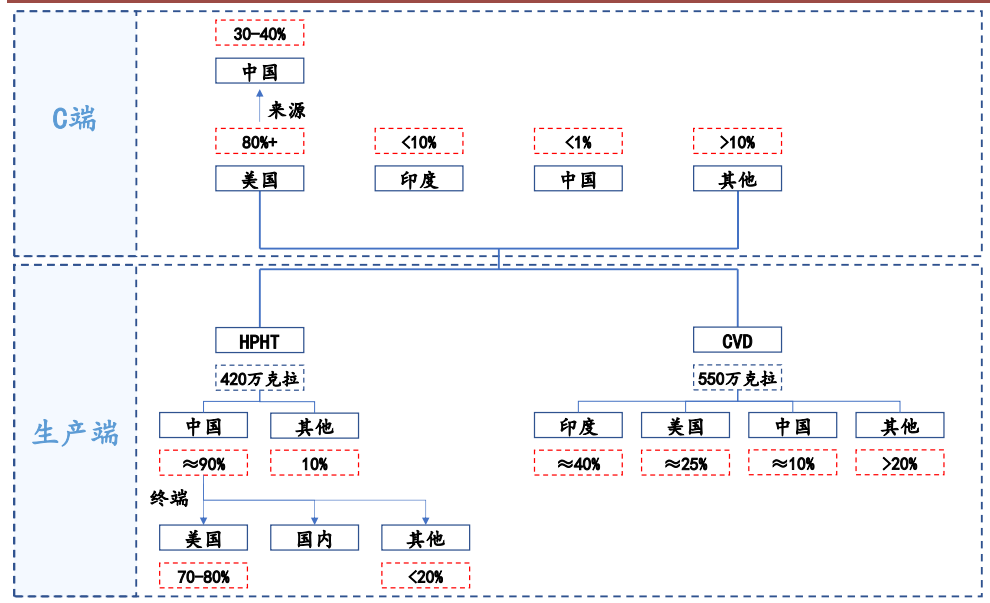 C端
30-40%
中国
来源
80%+
<10%
<1%
>10%
美国
印度
中国
其他
生产端
HPHT
CVD
420万克拉
550万克拉
中国
其他
印度
美国
中国
其他
≈90%
10%
≈40%
≈25%
≈10%
>20%
终端
美国
国内
其他
70-80%
<20%